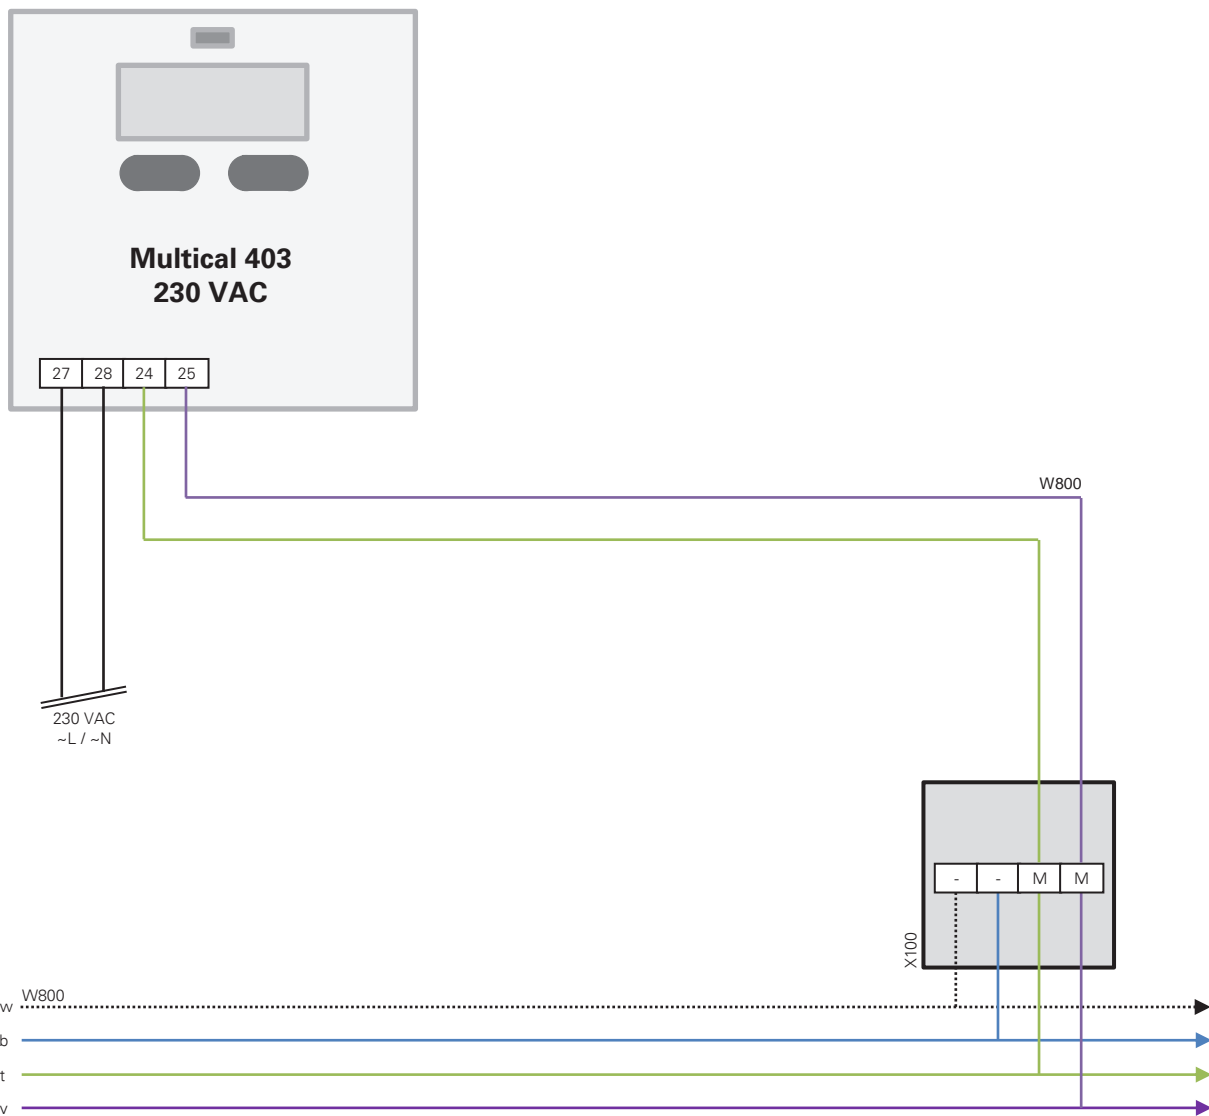 Multical 403
230 VAC
27 28 24 25
W800
230 VAC
~L / ~N
- - M M
X100
W800
w
b
t
v